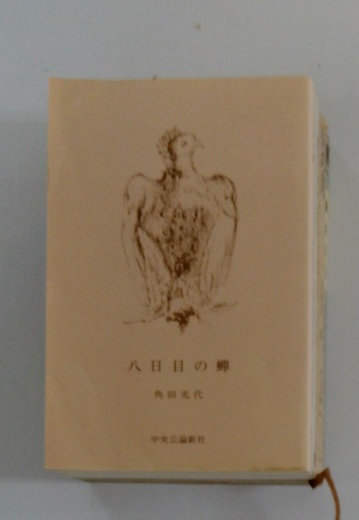 八日目の蟬
角田光代
中央公論新社